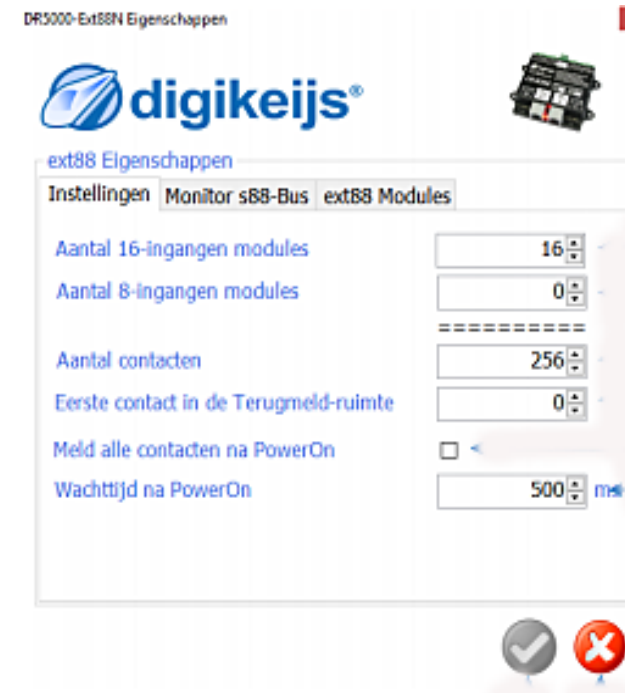 DR5000-Ext88N Eigenschappen
digikeijs®
ext88 Eigenschappen
Instellingen Monitor s88-Bus ext88 Modules
Aantal 16-ingangen modules 16
Aantal 8-ingangen modules 0
==========
Aantal contacten 256
Eerste contact in de Terugmeld-ruimte 0
Meld alle contacten na PowerOn
Wachttijd na PowerOn 500 ms